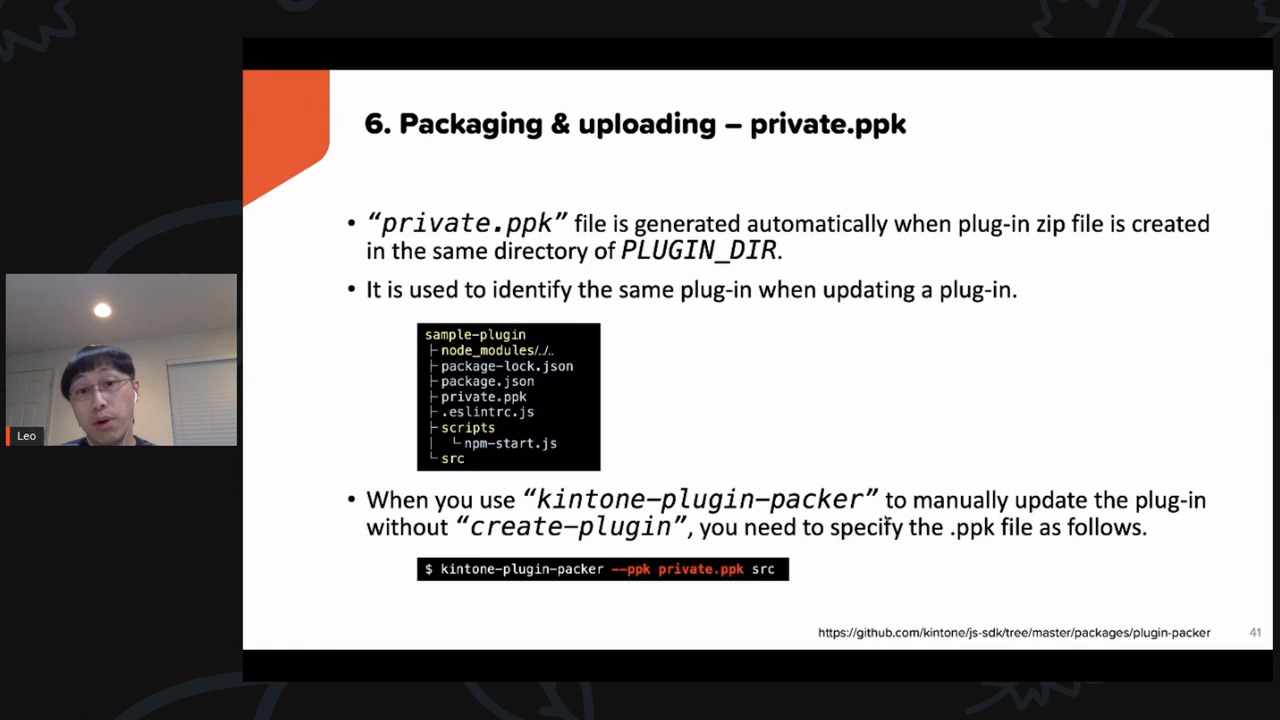 6. Packaging & uploading – private.ppk
• “private.ppk” file is generated automatically when plug-in zip file is created
in the same directory of PLUGIN_DIR.
• It is used to identify the same plug-in when updating a plug-in.
sample-plugin
├ node_modules/../..
├ package-lock.json
├ package.json
├ private.ppk
├ .eslintrc.js
├ scripts
│ └ npm-start.js
└ src
Leo
• When you use “kintone-plugin-packer” to manually update the plug-in
without “create-plugin”, you need to specify the .ppk file as follows.
$ kintone-plugin-packer --ppk private.ppk src
https://github.com/kintone/js-sdk/tree/master/packages/plugin-packer
41